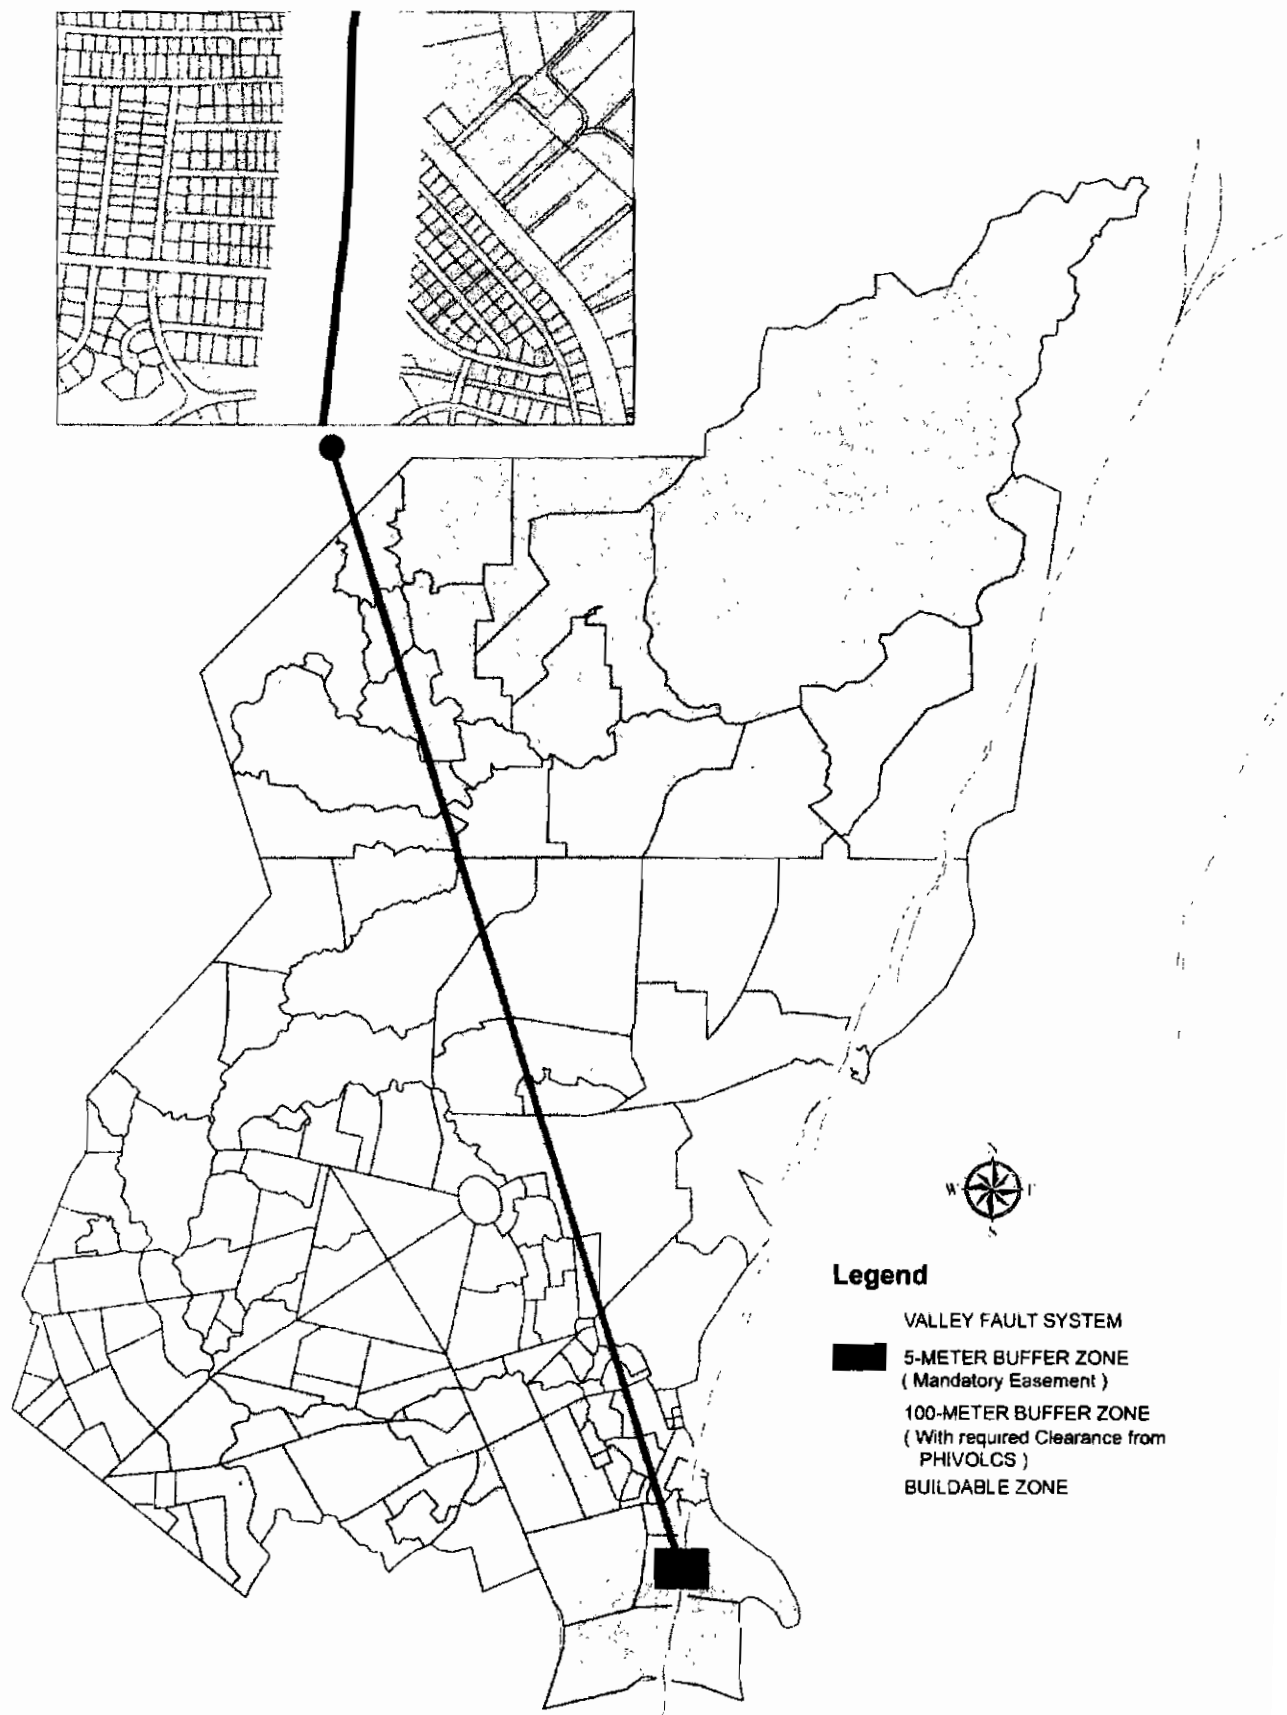 N
W
S
Legend
VALLEY FAULT SYSTEM
5-METER BUFFER ZONE
( Mandatory Easement )
100-METER BUFFER ZONE
( With required Clearance from
PHIVOLCS )
BUILDABLE ZONE